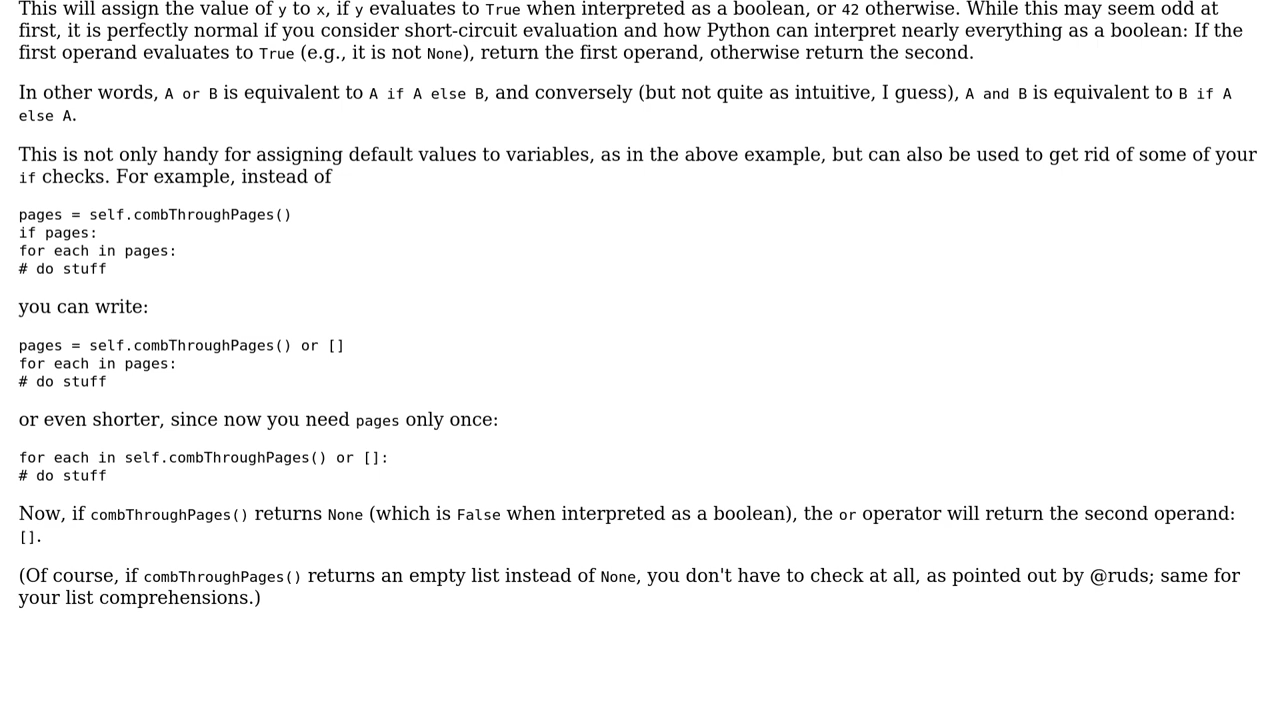 This will assign the value of y to x, if y evaluates to True when interpreted as a boolean, or 42 otherwise. While this may seem odd at
first, it is perfectly normal if you consider short-circuit evaluation and how Python can interpret nearly everything as a boolean: If the
first operand evaluates to True (e.g., it is not None), return the first operand, otherwise return the second.
In other words, A or B is equivalent to A if A else B, and conversely (but not quite as intuitive, I guess), A and B is equivalent to B if A
else A.
This is not only handy for assigning default values to variables, as in the above example, but can also be used to get rid of some of your
if checks. For example, instead of
pages = self.combThroughPages()
if pages:
for each in pages:
# do stuff
you can write:
pages = self.combThroughPages() or []
for each in pages:
# do stuff
or even shorter, since now you need pages only once:
for each in self.combThroughPages() or []:
# do stuff
Now, if combThroughPages() returns None (which is False when interpreted as a boolean), the or operator will return the second operand:
[].
(Of course, if combThroughPages() returns an empty list instead of None, you don't have to check at all, as pointed out by @ruds; same for
your list comprehensions.)